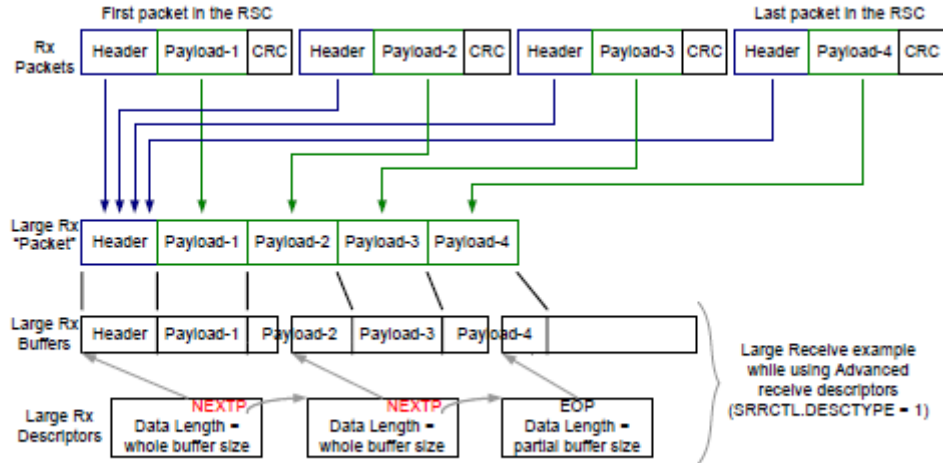 First packet in the RSC
Last packet in the RSC
Rx
Packets
Header Payload-1 CRC Header Payload-2 CRC Header Payload-3 CRC Header Payload-4 CRC
Large Rx
"Packet"
Header Payload-1 Payload-2 Payload-3 Payload-4
Large Rx
Buffers
Header Payload-1 Payload-2 Payload-3 Payload-4
Large Receive example
while using Advanced
receive descriptors
(SRRCTL.DESCTYPE = 1)
Large Rx
Descriptors
NEXTP
Data Length =
whole buffer size
NEXTP
Data Length =
whole buffer size
EOP
Data Length =
partial buffer size